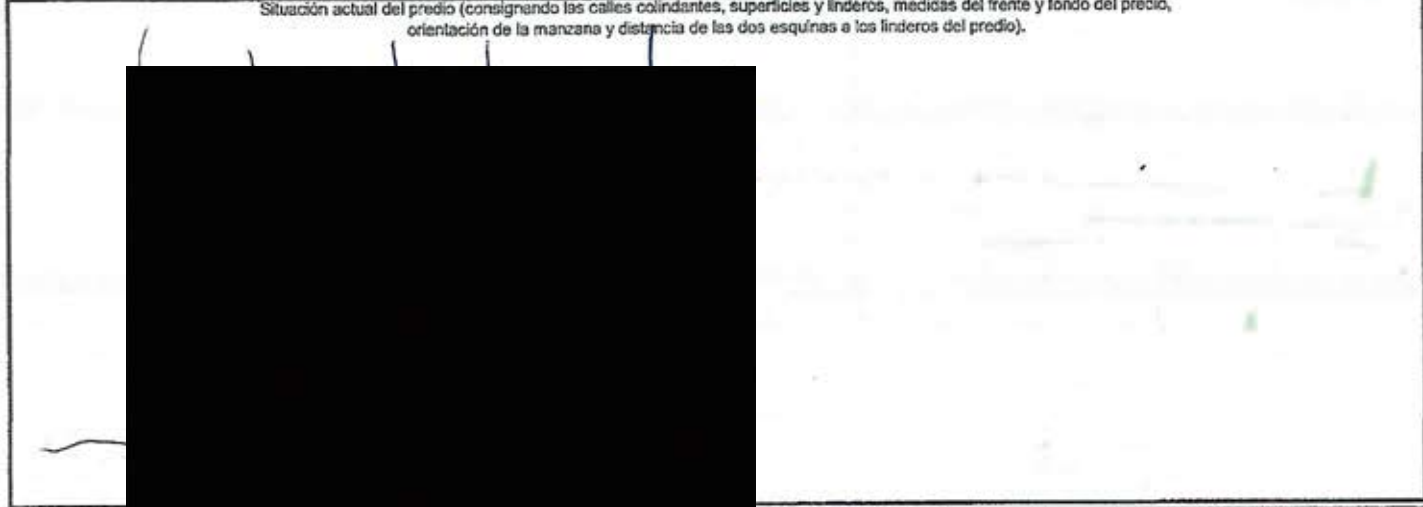 Situación actual del predio (consignando las calles colindantes, superficies y linderos, medidas del frente y fondo del predio,
orientación de la manzana y distancia de las dos esquinas a los linderos del predio).